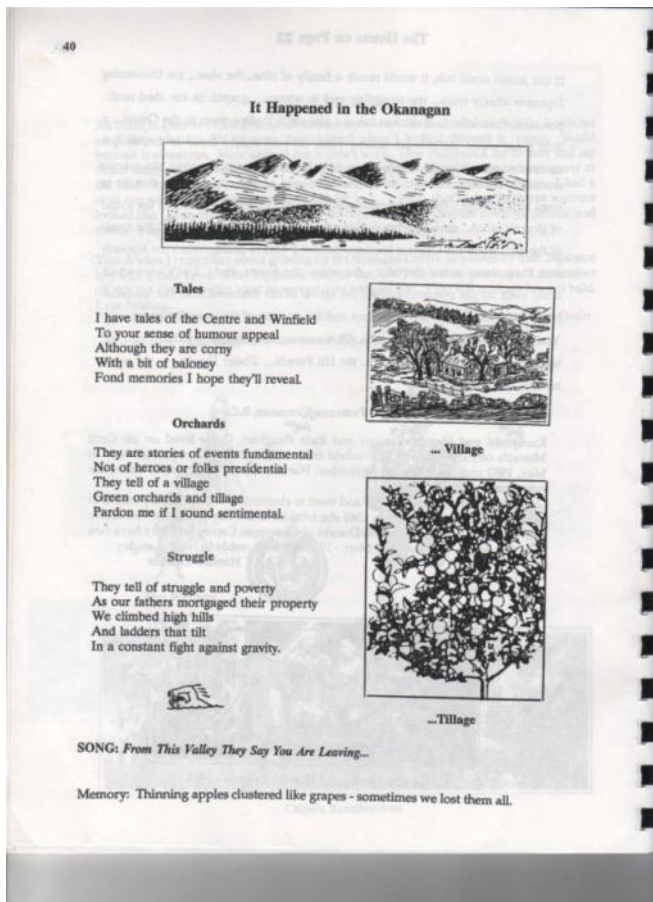 40
It Happened in the Okanagan
Tales
I have tales of the Centre and Winfield
To your sense of humour appeal
Although they are corny
With a bit of baloney
Fond memories I hope they'll reveal.
Orchards
They are stories of events fundamental
Not of heroes or folks presidential
They tell of a village
Green orchards and tillage
Pardon me if I sound sentimental.
... Village
Struggle
They tell of struggle and poverty
As our fathers mortgaged their property
We climbed high hills
And ladders that tilt
In a constant fight against gravity.
...Tillage
SONG: From This Valley They Say You Are Leaving...
Memory: Thinning apples clustered like grapes - sometimes we lost them all.